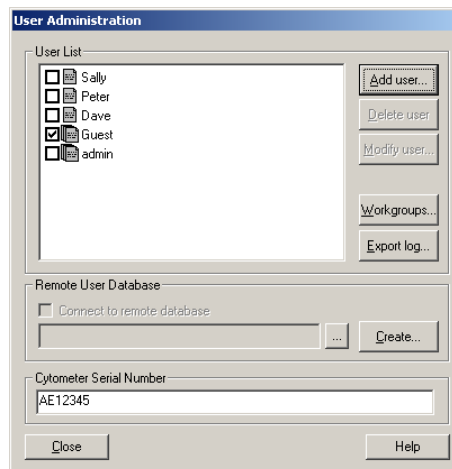 User Administration
User List
Sally
Peter
Dave
Guest
admin
Add user...
Delete user
Modify user...
Workgroups...
Export log...
Remote User Database
Connect to remote database
...
Create...
Cytometer Serial Number
AE12345
Close
Help